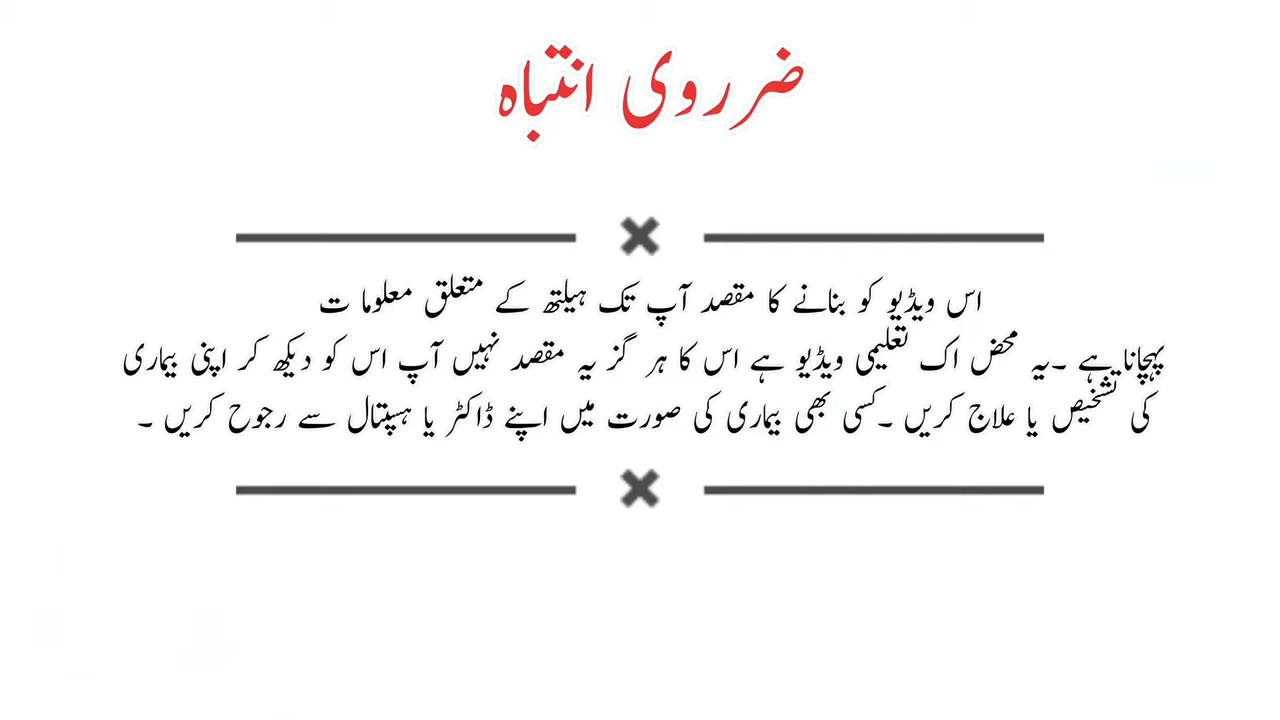 ضرروی انتباہ
اس ویڈیو کو بنانے کا مقصد آپ تک ہیلتھ کے متعلق معلوما ت
پہچانا ہے ۔یہ محض اک تعلیمی ویڈیو ہے اس کا ہر گز یہ مقصد نہیں آپ اس کو دیکھ کر اپنی بیماری
کی تشخیص یا علاج کریں ۔کسی بھی بیماری کی صورت میں اپنے ڈاکٹر یا ہسپتال سے رجوح کریں ۔